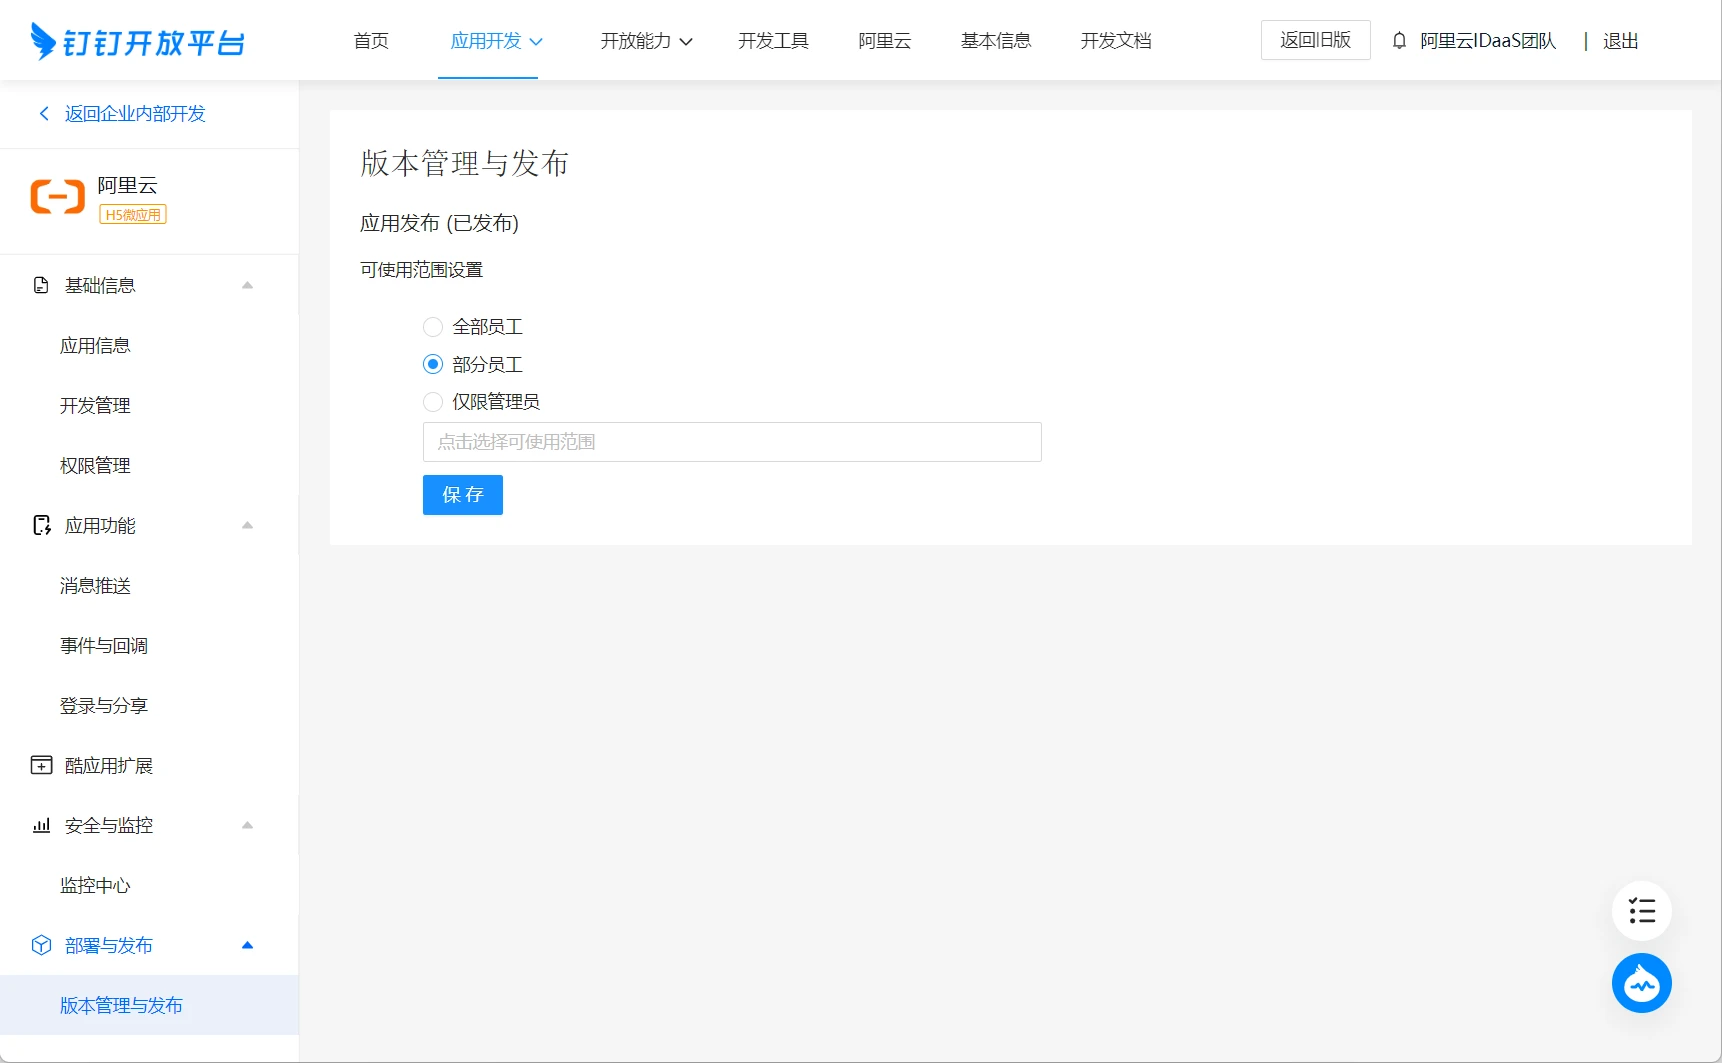 钉钉开放平台
首页
应用开发
开放能力
开发工具
阿里云
基本信息
开发文档
返回旧版
阿里云IDaaS团队
|
退出
返回企业内部开发
阿里云
H5微应用
基础信息
应用信息
开发管理
权限管理
应用功能
消息推送
事件与回调
登录与分享
酷应用扩展
安全与监控
监控中心
部署与发布
版本管理与发布
版本管理与发布
应用发布 (已发布)
可使用范围设置
全部员工
部分员工
仅限管理员
点击选择可使用范围
保 存